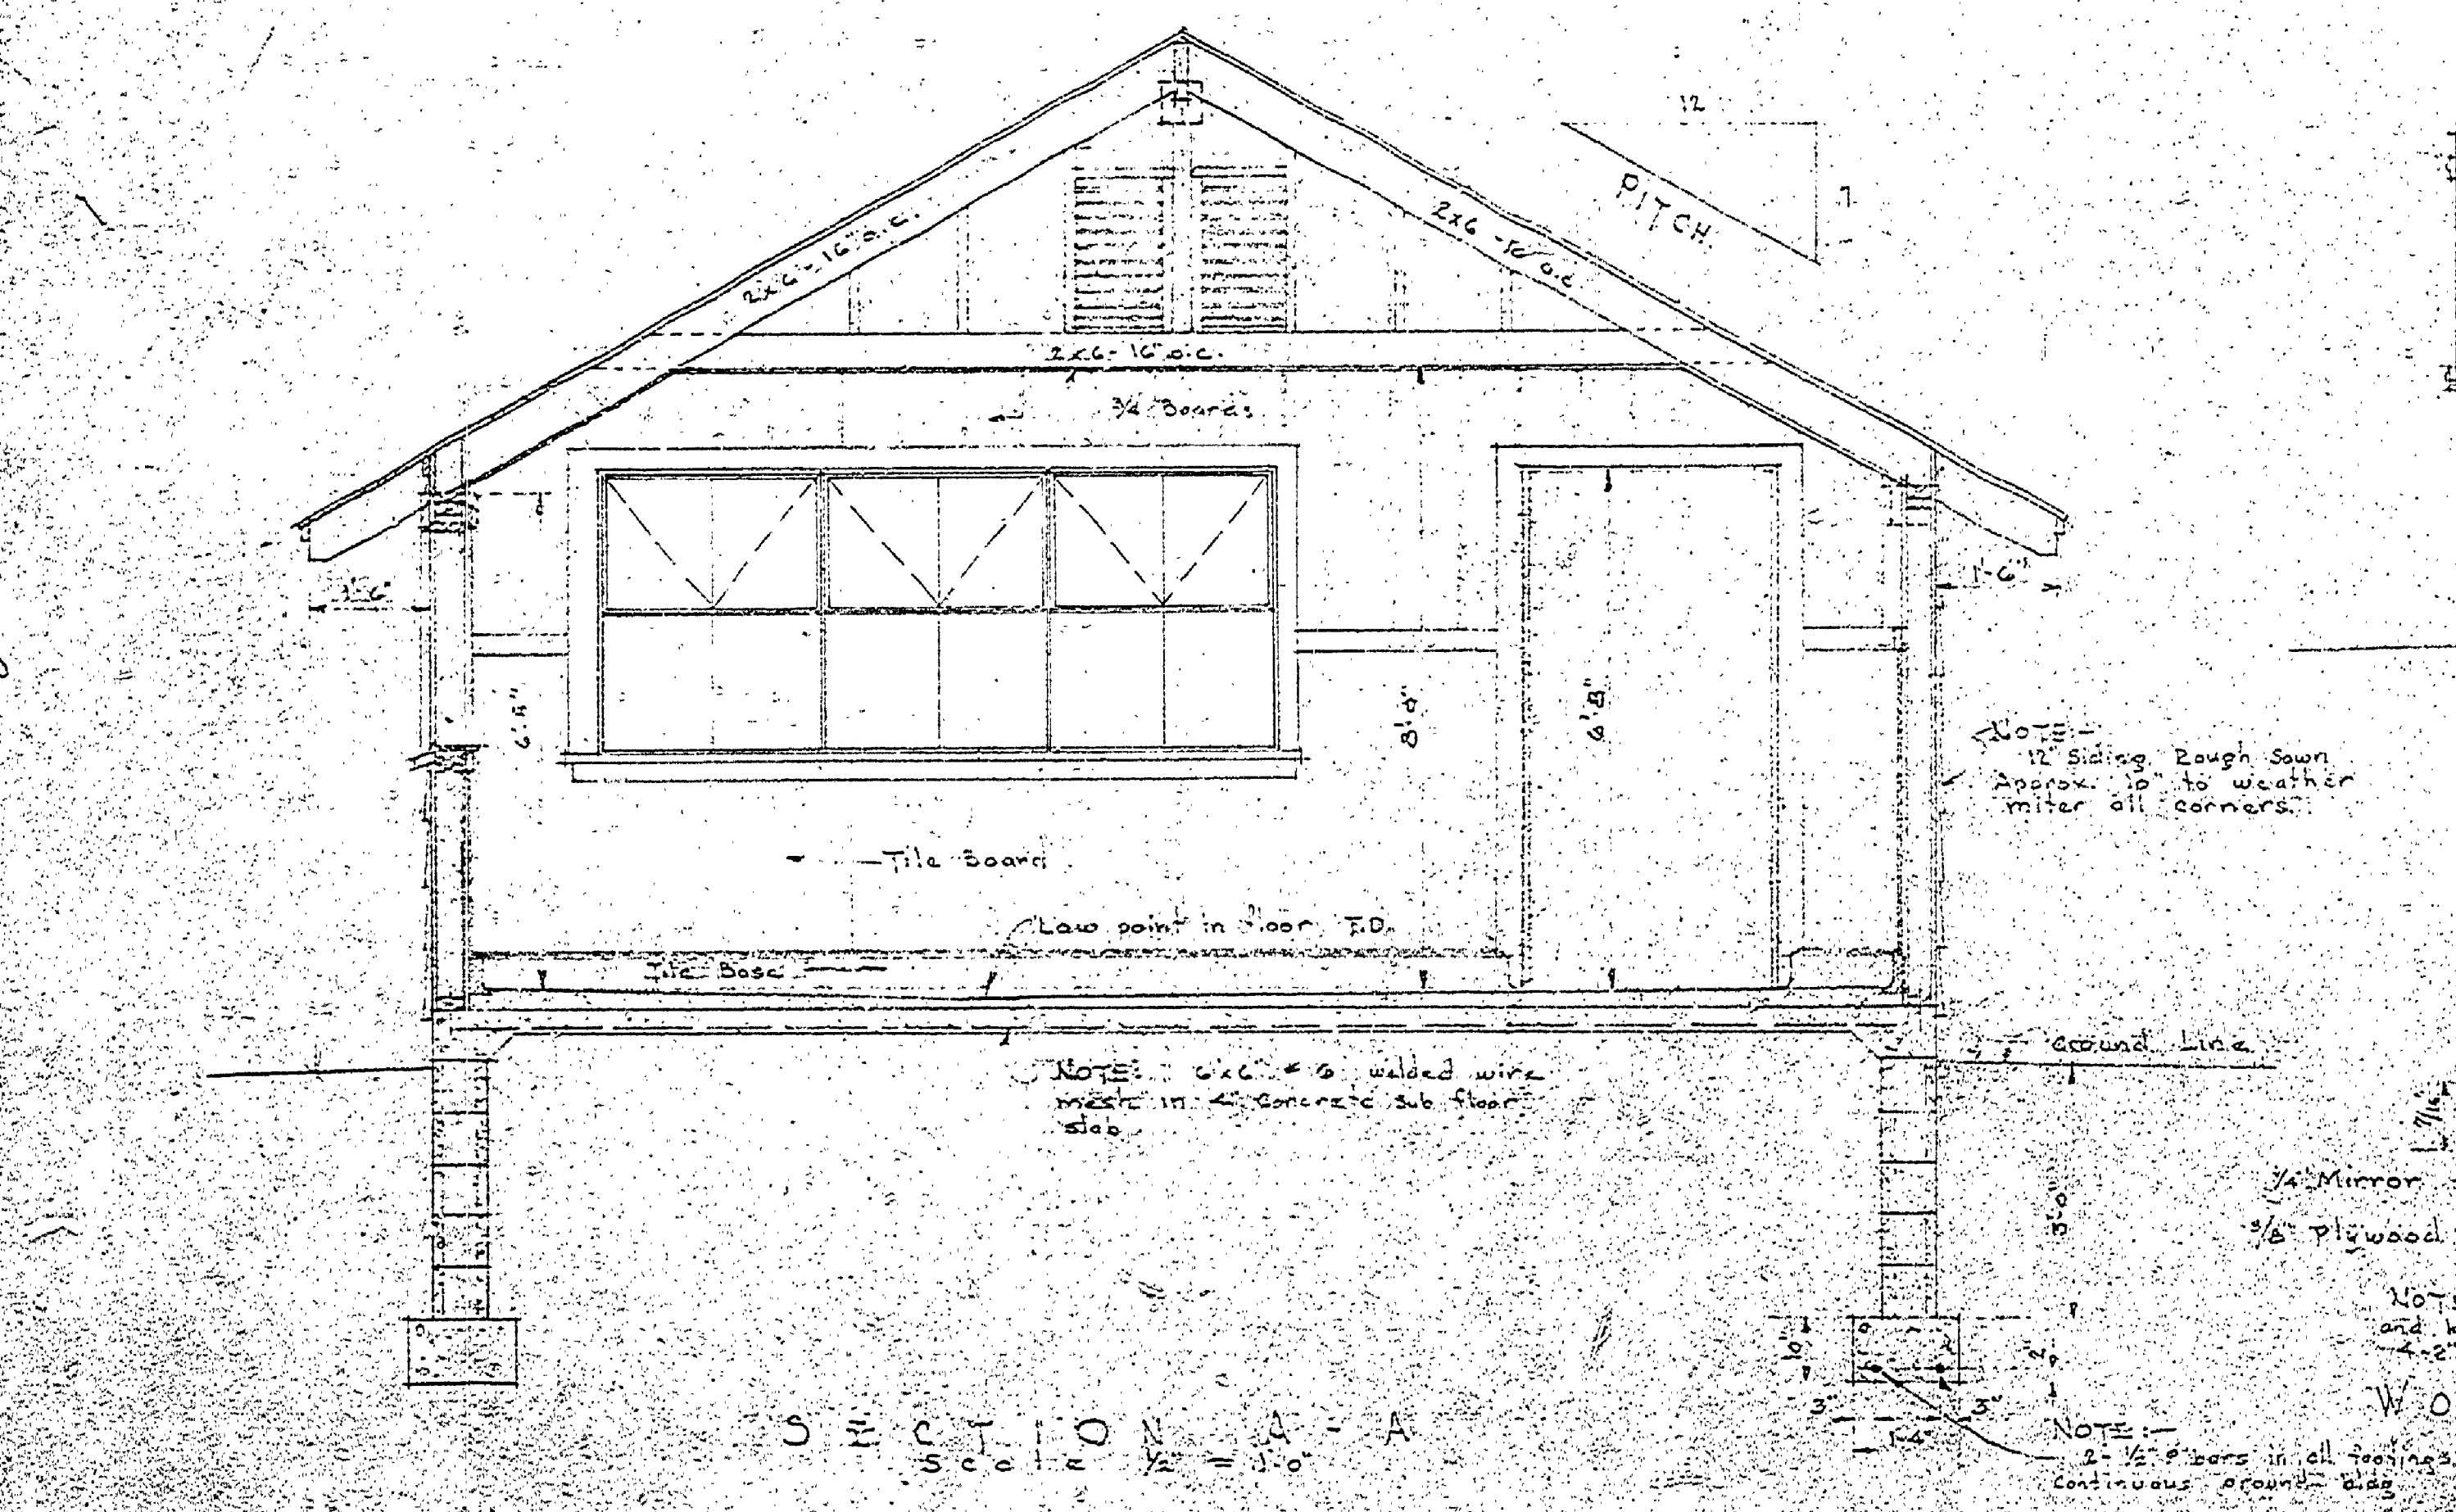 12
7
PITCH.
2x6 - 16" o.c.
2x6 - 16" o.c
2x6 - 16" o.c.
3/4 Boards
1'-6"
1'-6"
8'-0"
6'-8"
NOTE:-
12" Siding Rough Sawn
Approx. 10" to weather
miter all corners.
Tile Board
Low point in floor F.D.
Tile Base
Ground Line
NOTE: 6"x6" # 6 welded wire
mesh in 4" Concrete sub floor
slab
7/16"
1/4" Mirror
3/8" Plywood
3'-0"
10"
3"
3"
1'-4"
and
SECTION A-A
Scale 1/2" = 1'-0"
NOTE:-
2- 1/2" φ bars in all footings
Continuous around bldg